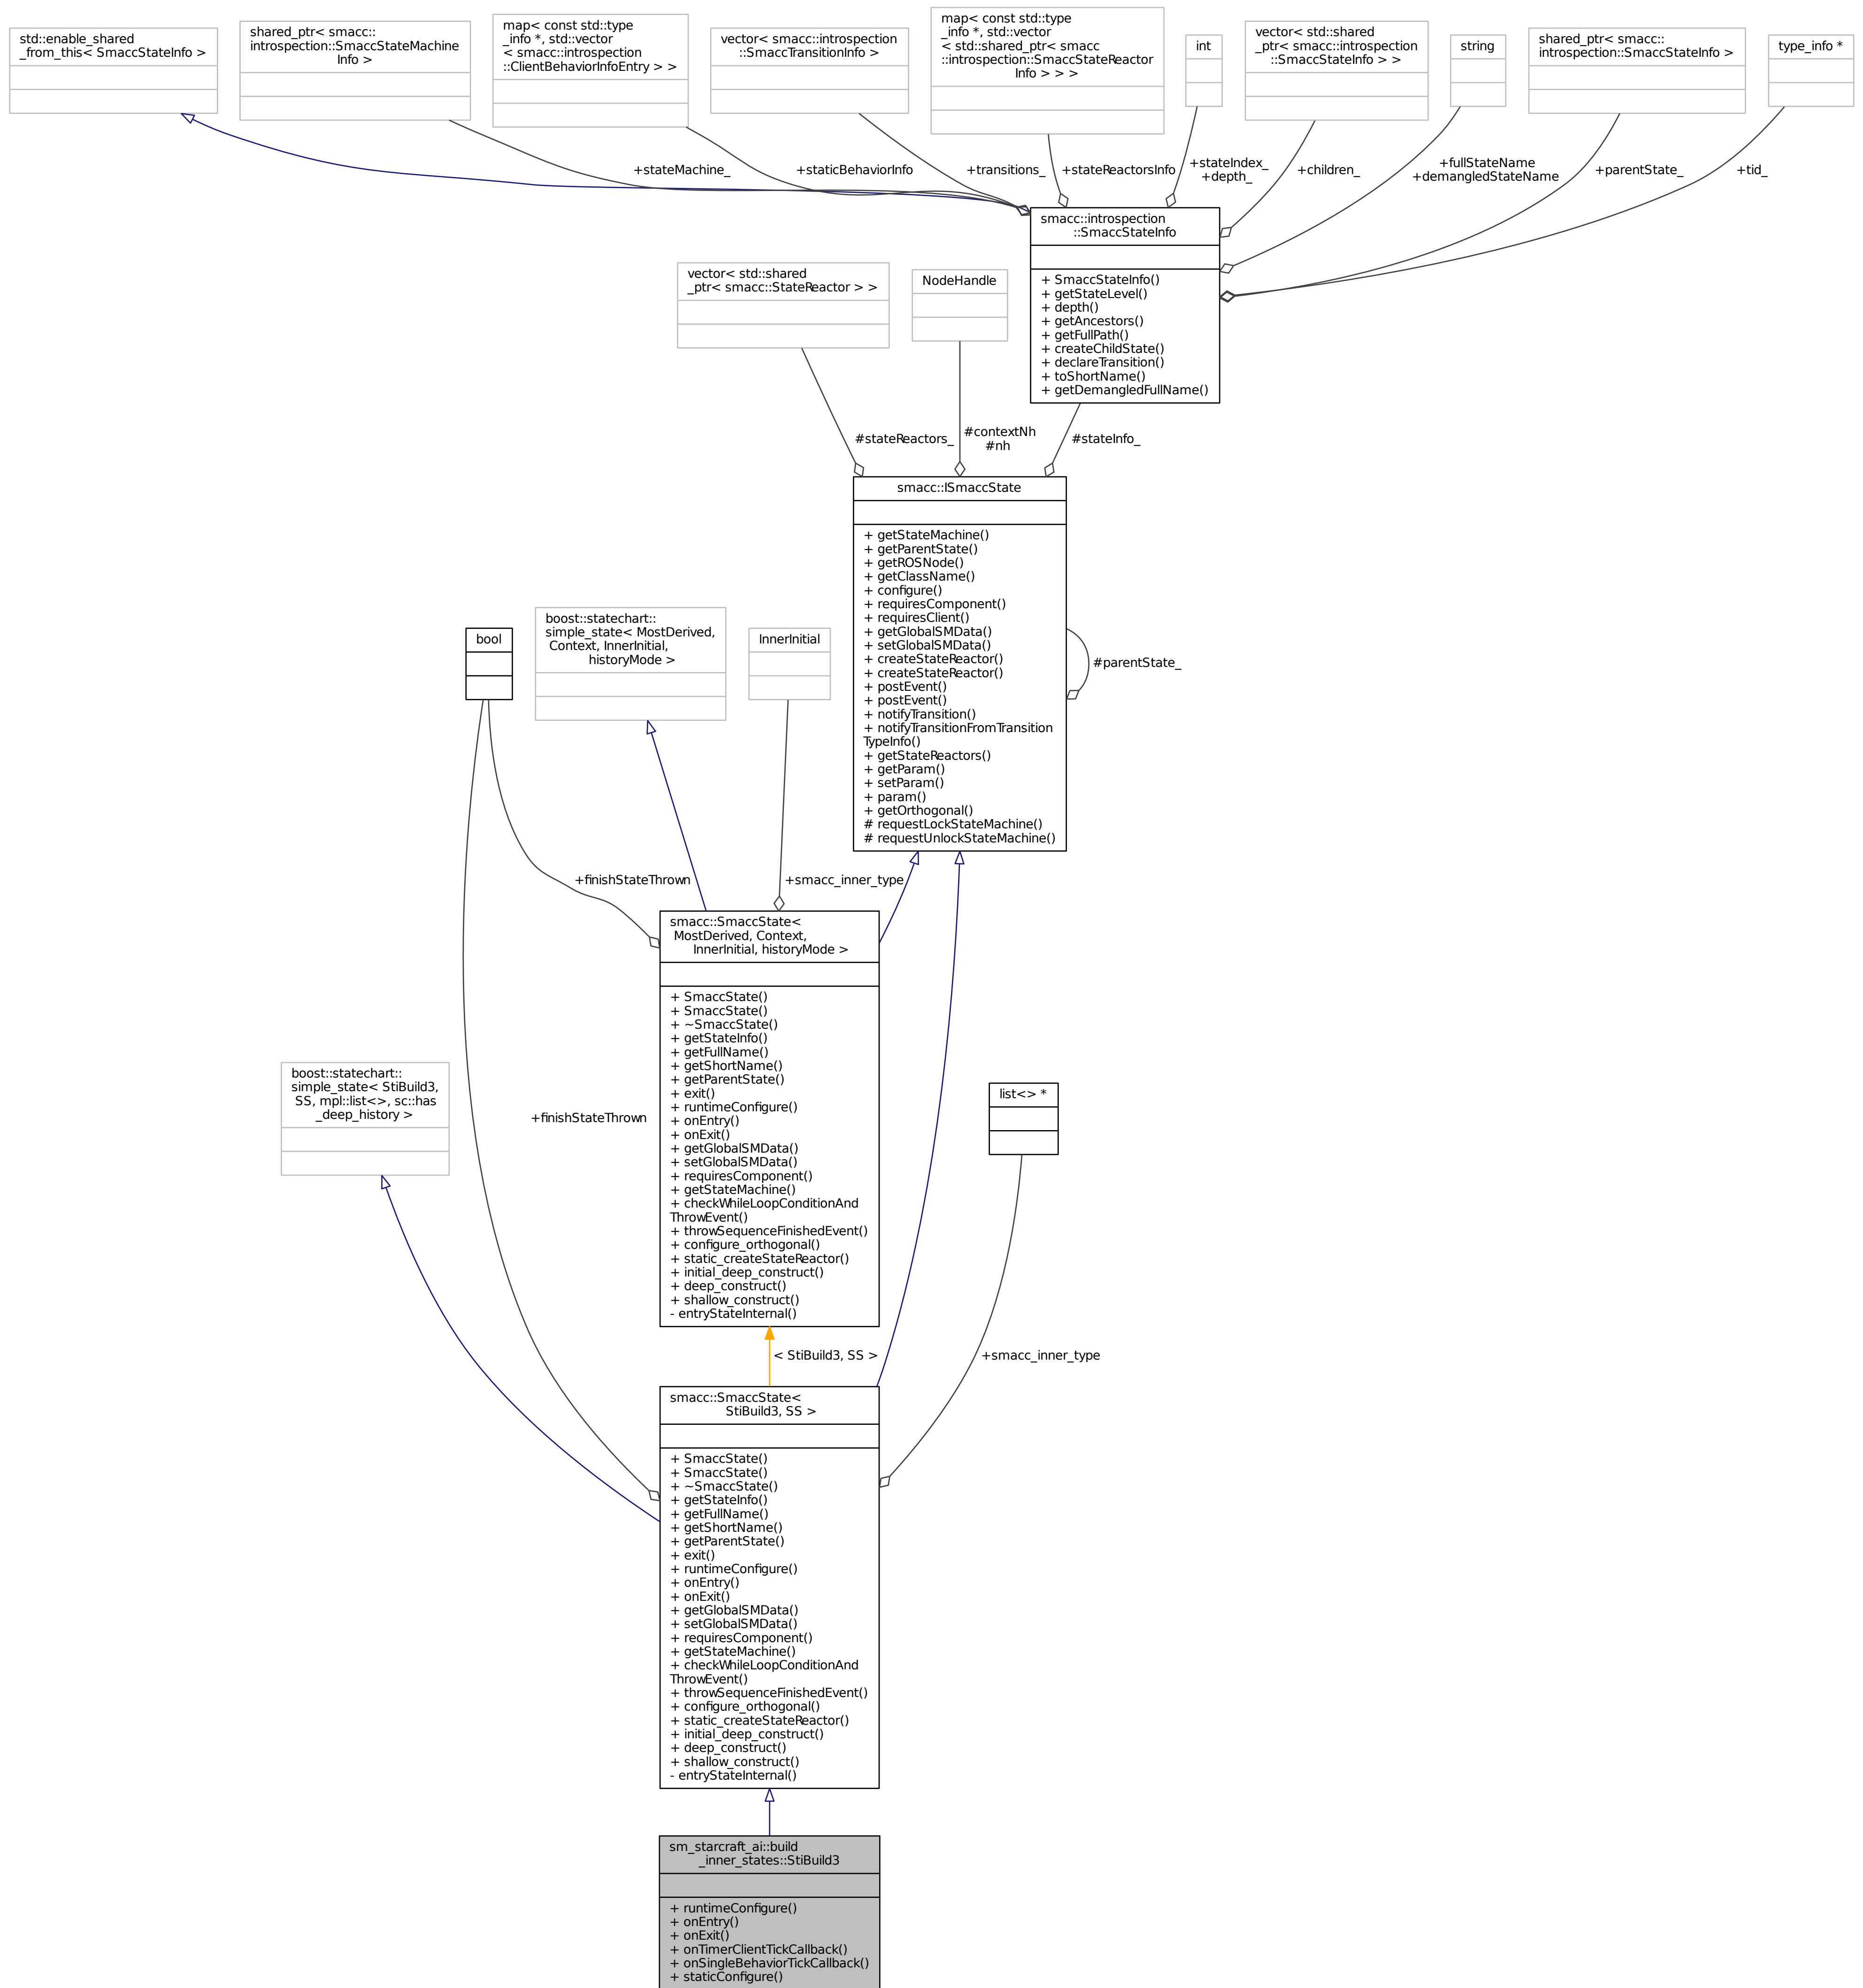 std::enable_shared
_from_this< SmaccStateInfo >
shared_ptr< smacc::
introspection::SmaccStateMachine
Info >
map< const std::type
_info *, std::vector
< smacc::introspection
::ClientBehaviorInfoEntry > >
vector< smacc::introspection
::SmaccTransitionInfo >
map< const std::type
_info *, std::vector
< std::shared_ptr< smacc
::introspection::SmaccStateReactor
Info > > >
int
vector< std::shared
_ptr< smacc::introspection
::SmaccStateInfo > >
string
shared_ptr< smacc::
introspection::SmaccStateInfo >
type_info *
+stateMachine_
+staticBehaviorInfo
+transitions_
+stateReactorsInfo
+stateIndex_
+depth_
+children_
+fullStateName
+demangledStateName
+parentState_
+tid_
smacc::introspection
::SmaccStateInfo
+ SmaccStateInfo()
+ getStateLevel()
+ depth()
+ getAncestors()
+ getFullPath()
+ createChildState()
+ declareTransition()
+ toShortName()
+ getDemangledFullName()
vector< std::shared
_ptr< smacc::StateReactor > >
NodeHandle
#stateReactors_
#contextNh
#nh
#stateInfo_
smacc::ISmaccState
+ getStateMachine()
+ getParentState()
+ getROSNode()
+ getClassName()
+ configure()
+ requiresComponent()
+ requiresClient()
+ getGlobalSMData()
+ setGlobalSMData()
+ createStateReactor()
+ createStateReactor()
+ postEvent()
+ postEvent()
+ notifyTransition()
+ notifyTransitionFromTransition
TypeInfo()
+ getStateReactors()
+ getParam()
+ setParam()
+ param()
+ getOrthogonal()
# requestLockStateMachine()
# requestUnlockStateMachine()
#parentState_
bool
boost::statechart::
simple_state< MostDerived,
Context, InnerInitial,
historyMode >
InnerInitial
+finishStateThrown
+smacc_inner_type
smacc::SmaccState<
MostDerived, Context,
InnerInitial, historyMode >
+ SmaccState()
+ SmaccState()
+ ~SmaccState()
+ getStateInfo()
+ getFullName()
+ getShortName()
+ getParentState()
+ exit()
+ runtimeConfigure()
+ onEntry()
+ onExit()
+ getGlobalSMData()
+ setGlobalSMData()
+ requiresComponent()
+ getStateMachine()
+ checkWhileLoopConditionAnd
ThrowEvent()
+ throwSequenceFinishedEvent()
+ configure_orthogonal()
+ static_createStateReactor()
+ initial_deep_construct()
+ deep_construct()
+ shallow_construct()
- entryStateInternal()
boost::statechart::
simple_state< StiBuild3,
SS, mpl::list<>, sc::has
_deep_history >
+finishStateThrown
list<> *
< StiBuild3, SS >
+smacc_inner_type
smacc::SmaccState<
StiBuild3, SS >
+ SmaccState()
+ SmaccState()
+ ~SmaccState()
+ getStateInfo()
+ getFullName()
+ getShortName()
+ getParentState()
+ exit()
+ runtimeConfigure()
+ onEntry()
+ onExit()
+ getGlobalSMData()
+ setGlobalSMData()
+ requiresComponent()
+ getStateMachine()
+ checkWhileLoopConditionAnd
ThrowEvent()
+ throwSequenceFinishedEvent()
+ configure_orthogonal()
+ static_createStateReactor()
+ initial_deep_construct()
+ deep_construct()
+ shallow_construct()
- entryStateInternal()
sm_starcraft_ai::build
_inner_states::StiBuild3
+ runtimeConfigure()
+ onEntry()
+ onExit()
+ onTimerClientTickCallback()
+ onSingleBehaviorTickCallback()
+ staticConfigure()